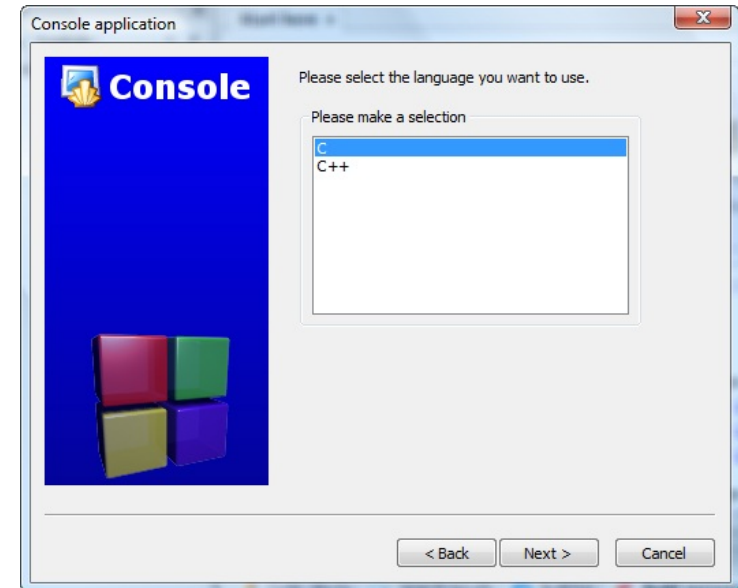 Console application
Console
Please select the language you want to use.
Please make a selection
C
C++
< Back
Next >
Cancel